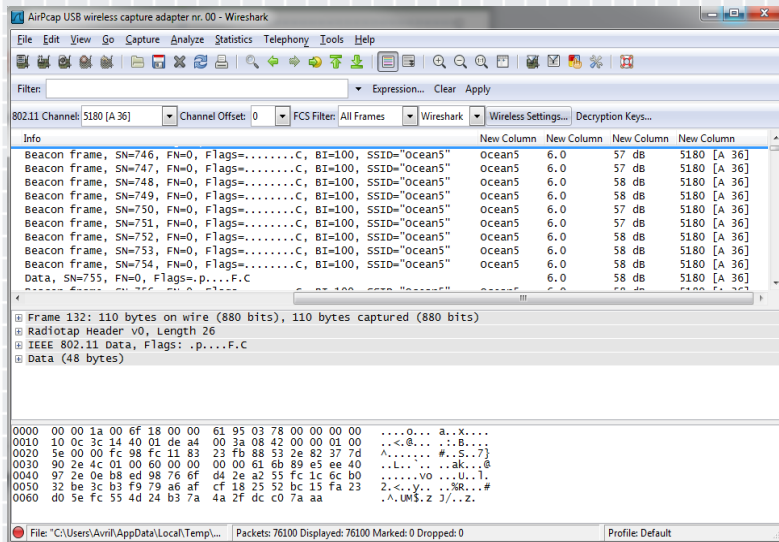 AirPcap USB wireless capture adapter nr. 00 - Wireshark
File Edit View Go Capture Analyze Statistics Telephony Tools Help
Filter: Expression... Clear Apply
802.11 Channel: 5180 [A 36] Channel Offset: 0 FCS Filter: All Frames Wireshark Wireless Settings... Decryption Keys...
Info New Column New Column New Column New Column
Beacon frame, SN=746, FN=0, Flags=........C, BI=100, SSID="Ocean5" Ocean5 6.0 57 dB 5180 [A 36]
Beacon frame, SN=747, FN=0, Flags=........C, BI=100, SSID="Ocean5" Ocean5 6.0 57 dB 5180 [A 36]
Beacon frame, SN=748, FN=0, Flags=........C, BI=100, SSID="Ocean5" Ocean5 6.0 58 dB 5180 [A 36]
Beacon frame, SN=749, FN=0, Flags=........C, BI=100, SSID="Ocean5" Ocean5 6.0 58 dB 5180 [A 36]
Beacon frame, SN=750, FN=0, Flags=........C, BI=100, SSID="Ocean5" Ocean5 6.0 57 dB 5180 [A 36]
Beacon frame, SN=751, FN=0, Flags=........C, BI=100, SSID="Ocean5" Ocean5 6.0 57 dB 5180 [A 36]
Beacon frame, SN=752, FN=0, Flags=........C, BI=100, SSID="Ocean5" Ocean5 6.0 58 dB 5180 [A 36]
Beacon frame, SN=753, FN=0, Flags=........C, BI=100, SSID="Ocean5" Ocean5 6.0 58 dB 5180 [A 36]
Beacon frame, SN=754, FN=0, Flags=........C, BI=100, SSID="Ocean5" Ocean5 6.0 58 dB 5180 [A 36]
Data, SN=755, FN=0, Flags=.p....F.C 6.0 58 dB 5180 [A 36]
Frame 132: 110 bytes on wire (880 bits), 110 bytes captured (880 bits)
Radiotap Header v0, Length 26
IEEE 802.11 Data, Flags: .p....F.C
Data (48 bytes)
0000 00 00 1a 00 6f 18 00 00 61 95 03 78 00 00 00 00 ....o... a..x....
0010 10 0c 3c 14 40 01 de a4 00 3a 08 42 00 00 01 00 ..<.@... .:.B....
0020 5e 00 00 fc 98 fc 11 83 23 fb 88 53 2e 82 37 7d ^....... #..S..7}
0030 90 2e 4c 01 00 60 00 00 00 00 61 6b 89 e5 ee 40 ..L..`.. ..ak...@
0040 97 2e 0e b8 ed 98 76 6f d4 2e a2 55 fc 1c 6c b0 ......vo ...U..l.
0050 32 be 3c b3 f9 79 a6 af cf 18 25 52 bc 15 fa 23 2.<..y.. ..%R...#
0060 d0 5e fc 55 4d 24 b3 7a 4a 2f dc c0 7a aa .^.UM$.z J/..z.
File: "C:\Users\Avril\AppData\Local\Temp\... Packets: 76100 Displayed: 76100 Marked: 0 Dropped: 0 Profile: Default